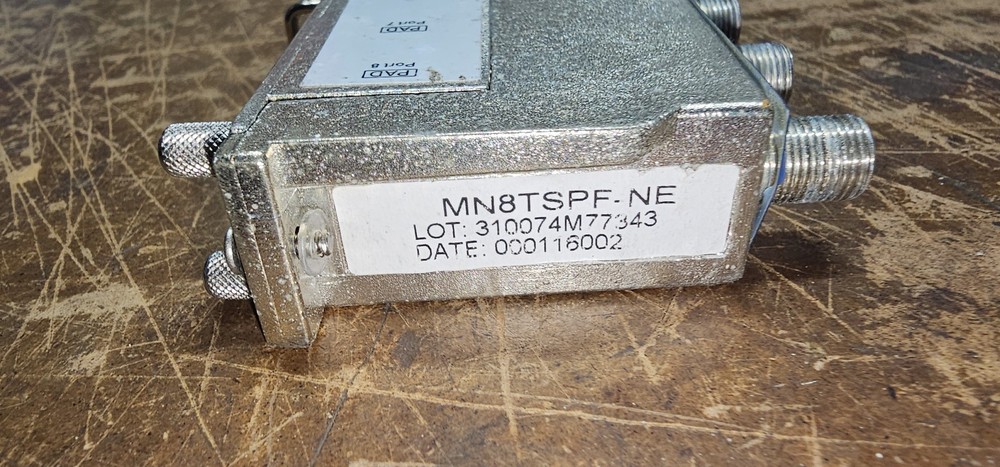 Port 7
PAD
Port 8
PAD
MN8TSPF-NE
LOT: 310074M77343
DATE: 000116002